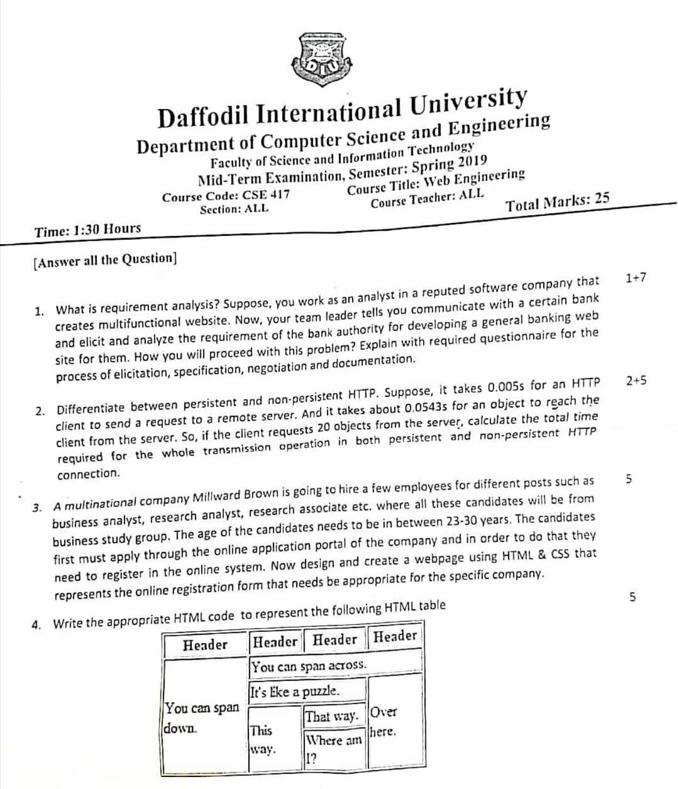 DIU
Daffodil International University
Department of Computer Science and Engineering
Faculty of Science and Information Technology
Mid-Term Examination, Semester: Spring 2019
Course Code: CSE 417 Course Title: Web Engineering
Section: ALL Course Teacher: ALL
Time: 1:30 Hours Total Marks: 25
[Answer all the Question]
1. What is requirement analysis? Suppose, you work as an analyst in a reputed software company that 1+7
creates multifunctional website. Now, your team leader tells you communicate with a certain bank
and elicit and analyze the requirement of the bank authority for developing a general banking web
site for them. How you will proceed with this problem? Explain with required questionnaire for the
process of elicitation, specification, negotiation and documentation.
2. Differentiate between persistent and non-persistent HTTP. Suppose, it takes 0.005s for an HTTP 2+5
client to send a request to a remote server. And it takes about 0.0543s for an object to reach the
client from the server. So, if the client requests 20 objects from the server, calculate the total time
required for the whole transmission operation in both persistent and non-persistent HTTP
connection.
3. A multinational company Millward Brown is going to hire a few employees for different posts such as 5
business analyst, research analyst, research associate etc. where all these candidates will be from
business study group. The age of the candidates needs to be in between 23-30 years. The candidates
first must apply through the online application portal of the company and in order to do that they
need to register in the online system. Now design and create a webpage using HTML & CSS that
represents the online registration form that needs be appropriate for the specific company.
4. Write the appropriate HTML code to represent the following HTML table 5
Header Header Header Header
You can span across.
It's like a puzzle.
You can span
down.
This
way.
That way.
Where am
I?
Over
here.